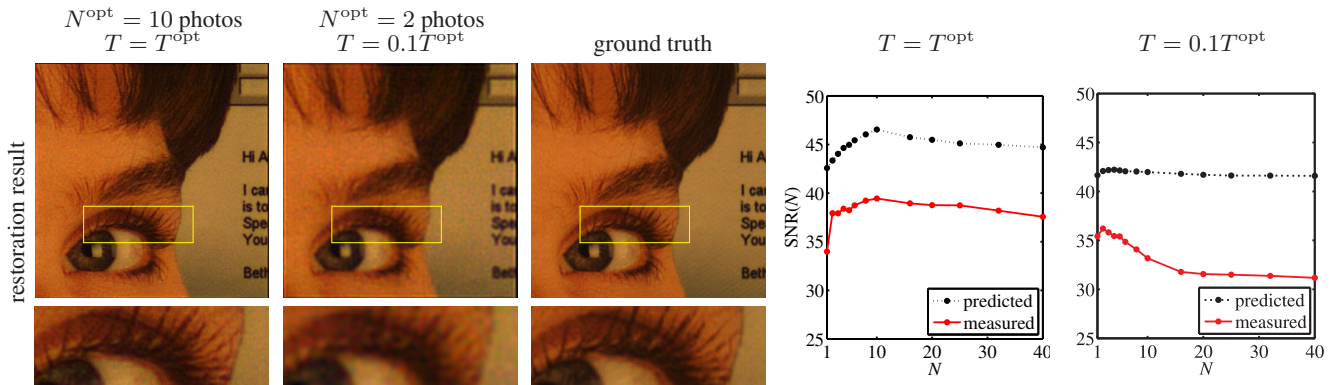 N^opt = 10 photos
T = T^opt
N^opt = 2 photos
T = 0.1T^opt
ground truth
restoration result
Hi A
I car
is to
Spe
You
Beth
Hi A
I ca
is to
Spe
You
Beth
Hi A
I ca
is to
Spe
You
Beth
T = T^opt
SNR(N)
50
45
40
35
30
25
predicted
measured
1 10 20 30 40
N
T = 0.1T^opt
50
45
40
35
30
25
predicted
measured
1 10 20 30 40
N